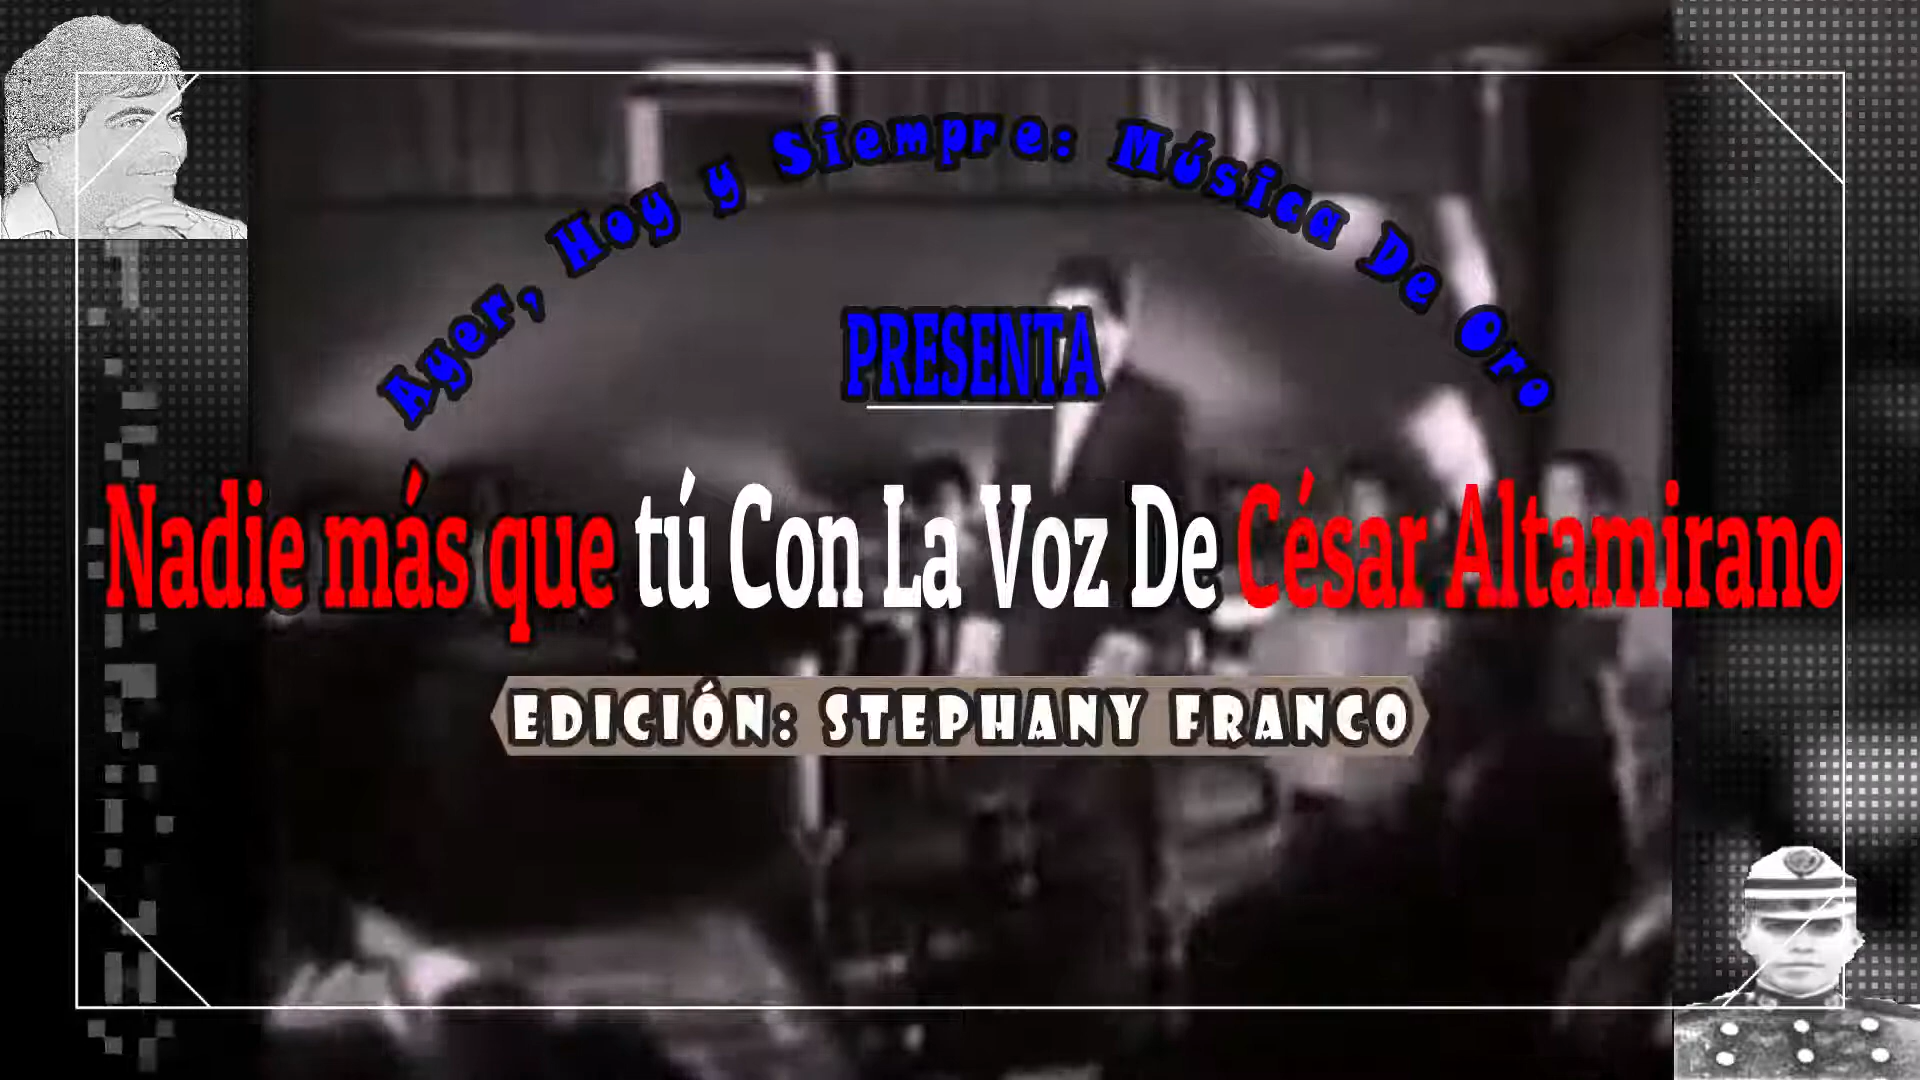 Ayer, Hoy y Siempre: Música De Oro
PRESENTA
Nadie más que tú Con La Voz De César Altamirano
EDICIÓN: STEPHANY FRANCO